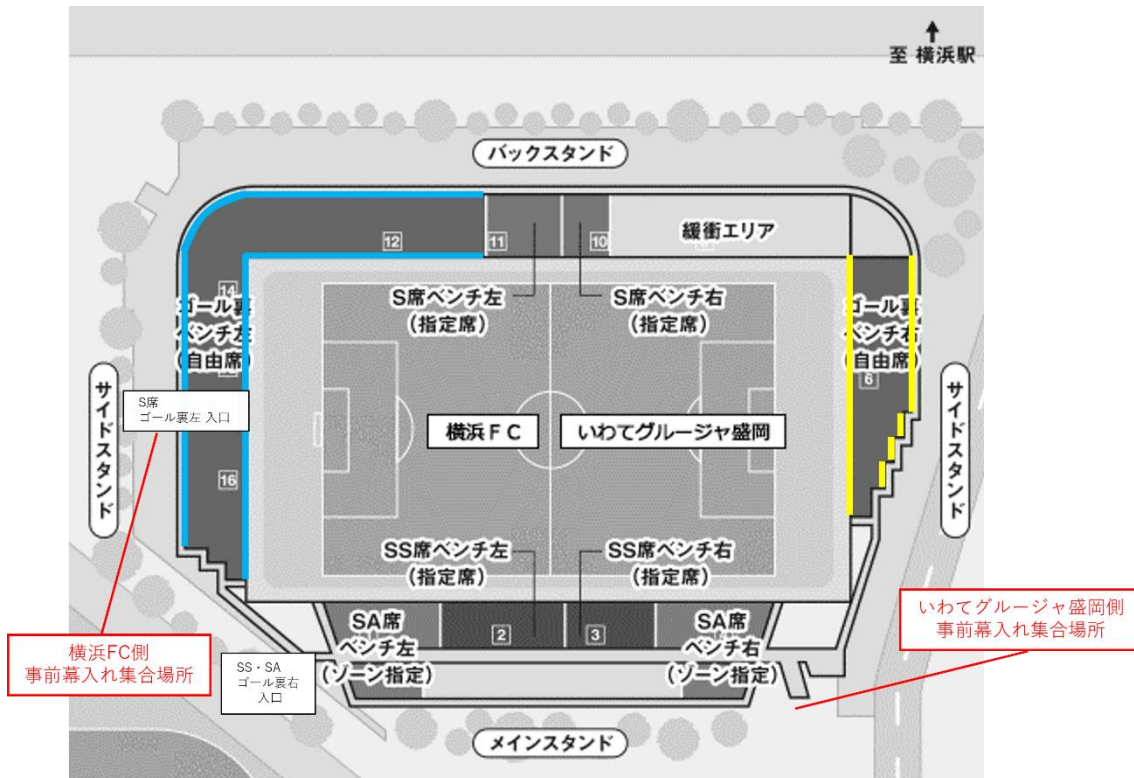 ↑
至 横浜駅
バックスタンド
12
11
10
緩衝エリア
S席ベンチ左
(指定席)
S席ベンチ右
(指定席)
14
ゴール裏
ベンチ左
(自由席)
ゴール裏
ベンチ右
(自由席)
6
サイドスタンド
S席
ゴール裏左 入口
横浜FC
いわてグルージャ盛岡
サイドスタンド
16
SS席ベンチ左
(指定席)
SS席ベンチ右
(指定席)
横浜FC側
事前幕入れ集合場所
SS・SA
ゴール裏右
入口
SA席
ベンチ左
(ゾーン指定)
2
3
SA席
ベンチ右
(ゾーン指定)
いわてグルージャ盛岡側
事前幕入れ集合場所
メインスタンド